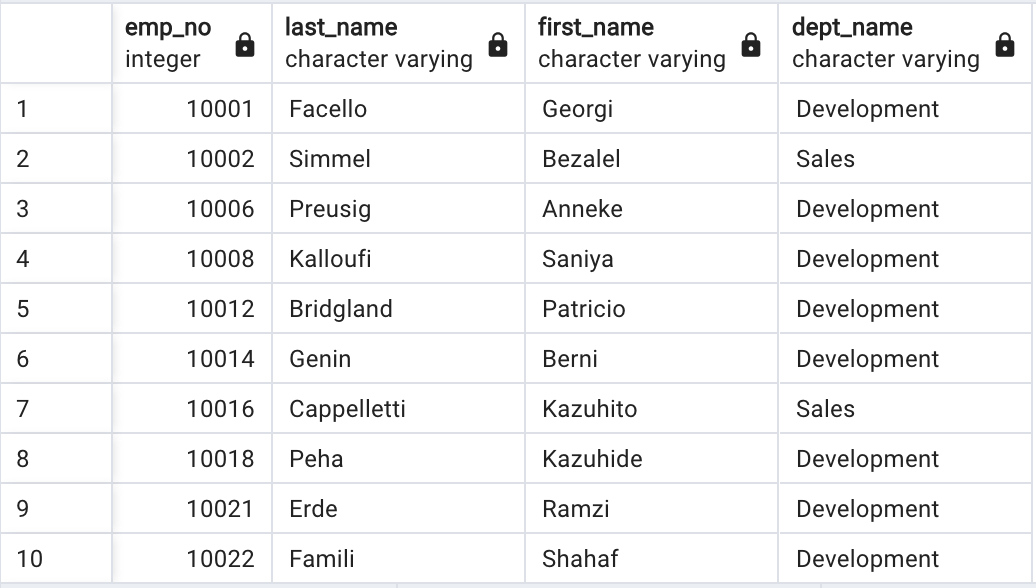 emp_no last_name first_name dept_name
integer character varying character varying character varying
1 10001 Facello Georgi Development
2 10002 Simmel Bezalel Sales
3 10006 Preusig Anneke Development
4 10008 Kalloufi Saniya Development
5 10012 Bridgland Patricio Development
6 10014 Genin Berni Development
7 10016 Cappelletti Kazuhito Sales
8 10018 Peha Kazuhide Development
9 10021 Erde Ramzi Development
10 10022 Famili Shahaf Development